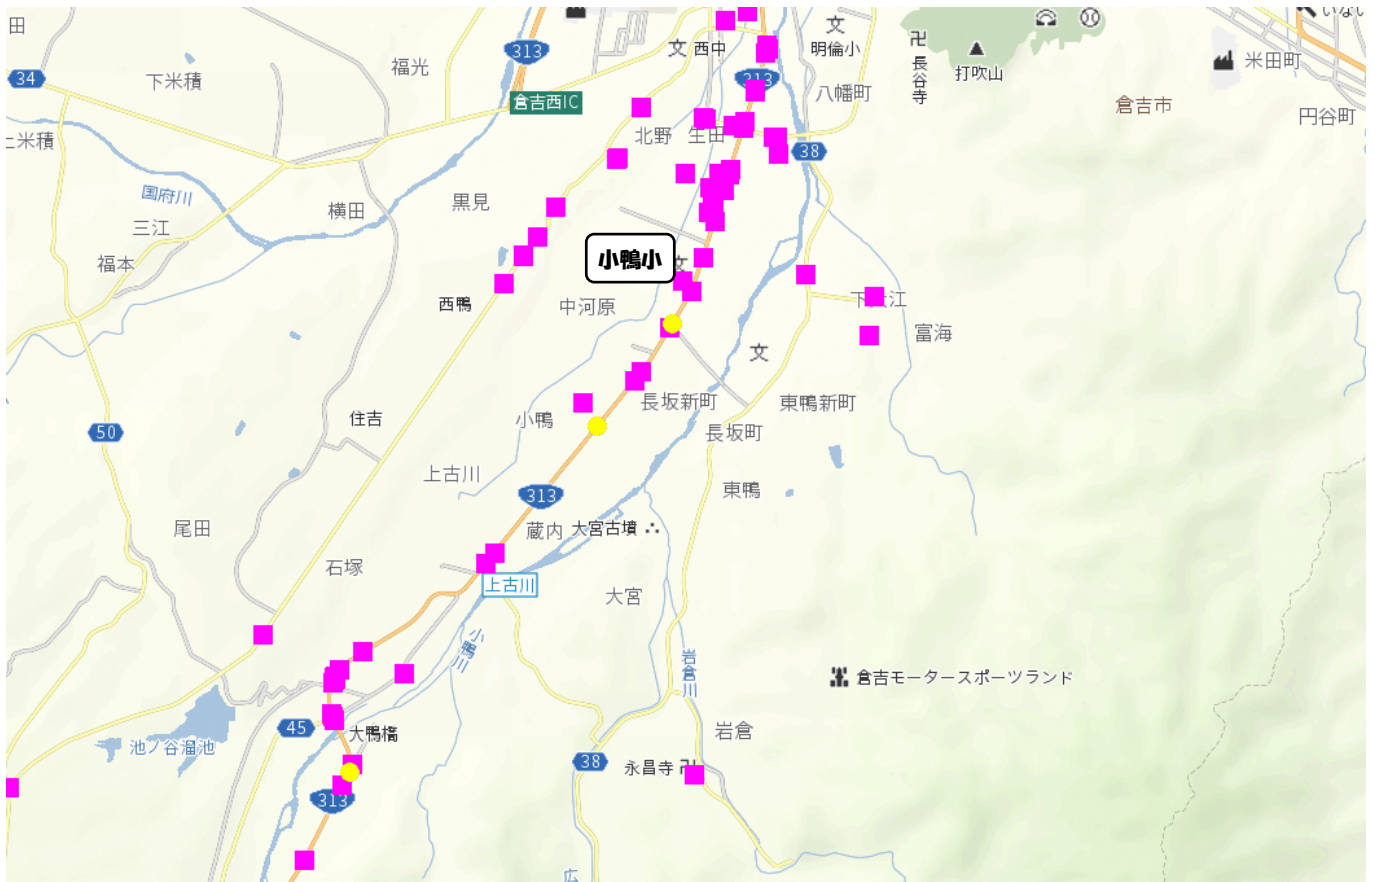 田
34
下米積
福光
313
倉吉西IC
文 西中
文
明倫小
卍
長谷寺
打吹山
米田町
倉吉市
円谷町
八幡町
313
北野
生田
38
上米積
国府川
三江
横田
黒見
福本
小鴨小
文
西鴨
中河原
下大江
富海
文
50
住吉
小鴨
長坂新町
東鴨新町
長坂町
上古川
313
東鴨
尾田
蔵内
大宮古墳
石塚
上古川
大宮
小鴨川
岩倉川
倉吉モータースポーツランド
45
大鴨橋
池ノ谷溜池
岩倉
38
永昌寺 卍
313
広